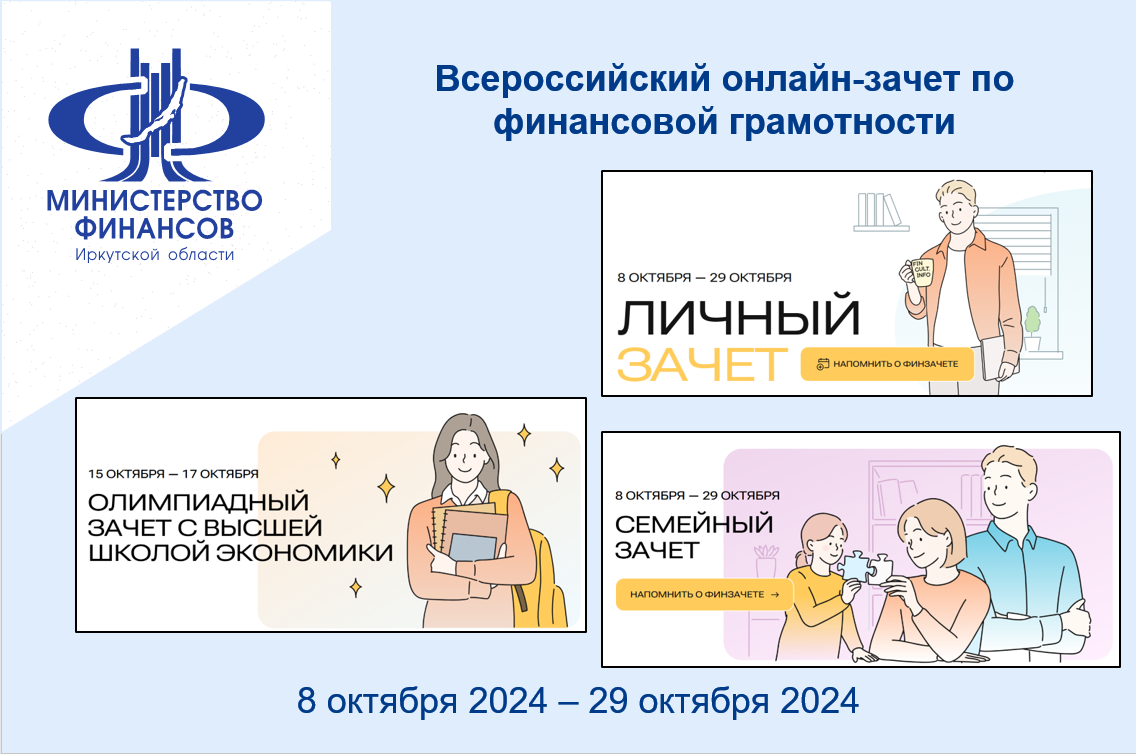 МИНИСТЕРСТВО
ФИНАНСОВ
Иркутской области
Всероссийский онлайн-зачет по
финансовой грамотности
8 ОКТЯБРЯ — 29 ОКТЯБРЯ
ЛИЧНЫЙ
ЗАЧЕТ
НАПОМНИТЬ О ФИНЗАЧЕТЕ
FIN
CULT
INFO
15 ОКТЯБРЯ — 17 ОКТЯБРЯ
ОЛИМПИАДНЫЙ
ЗАЧЕТ С ВЫСШЕЙ
ШКОЛОЙ ЭКОНОМИКИ
8 ОКТЯБРЯ — 29 ОКТЯБРЯ
СЕМЕЙНЫЙ
ЗАЧЕТ
НАПОМНИТЬ О ФИНЗАЧЕТЕ →
8 октября 2024 – 29 октября 2024